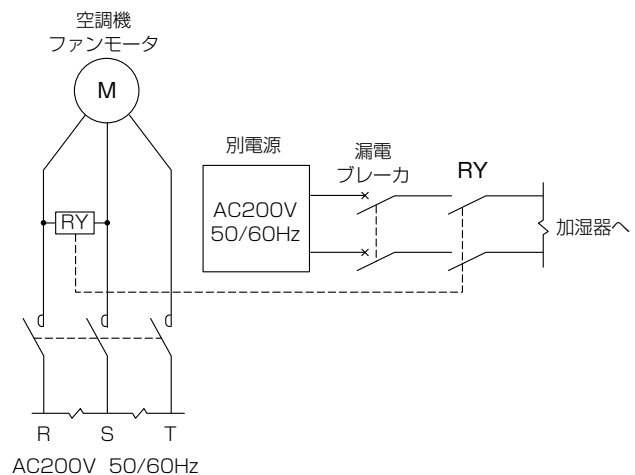 空調機
ファンモータ
M
別電源
漏電
ブレーカ
RY
AC200V
50/60Hz
RY
加湿器へ
R S T
AC200V 50/60Hz